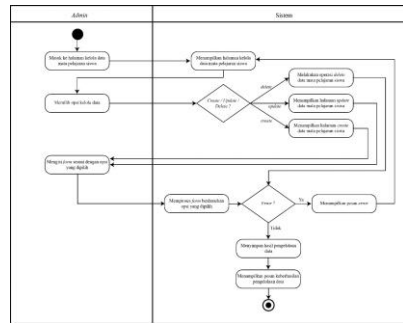 Admin
Sistem
Masuk ke halaman kelola data
mata pelajaran siswa
Menampilkan halaman kelola
data mata pelajaran siswa
Memilih opsi kelola data
Create / Update /
Delete ?
delete
update
create
Melakukan operasi delete
data mata pelajaran siswa
Menampilkan halaman update
data mata pelajaran siswa
Menampilkan halaman create
data mata pelajaran siswa
Mengisi form sesuai dengan opsi
yang dipilih
Memproses form berdasarkan
opsi yang dipilih
Error ?
Ya
Menampilkan pesan error
Tidak
Menyimpan hasil pengelolaan
data
Menampilkan pesan keberhasilan
pengelolaan data